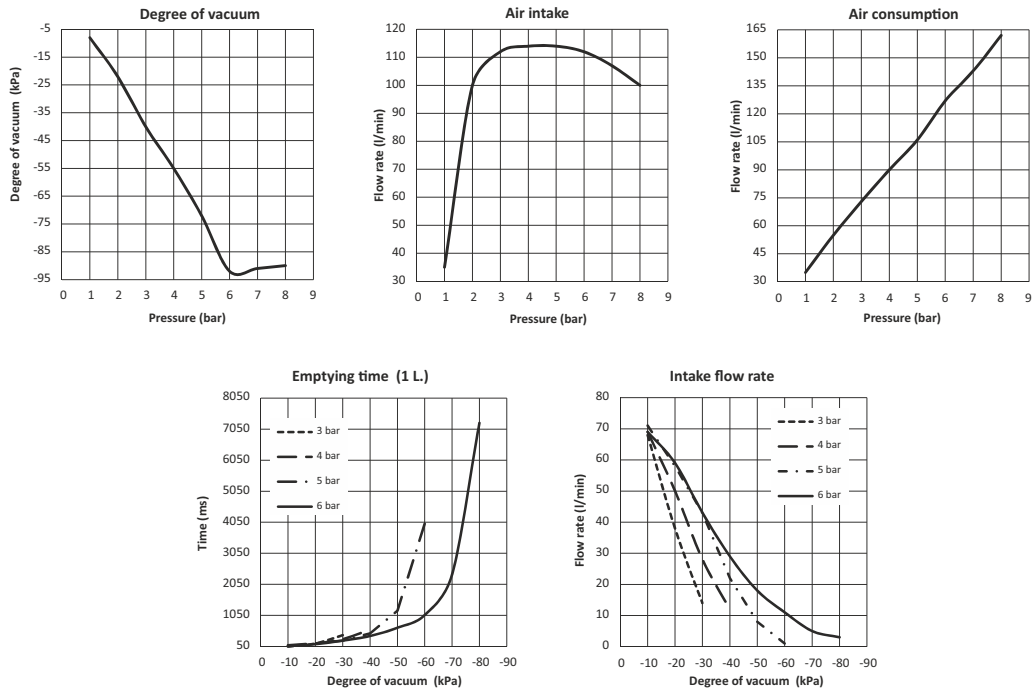 Degree of vacuum
Degree of vacuum (kPa)
-5
-15
-25
-35
-45
-55
-65
-75
-85
-95
0 1 2 3 4 5 6 7 8 9
Pressure (bar)
Air intake
Flow rate (l/min)
120
110
100
90
80
70
60
50
40
30
0 1 2 3 4 5 6 7 8 9
Pressure (bar)
Air consumption
Flow rate (l/min)
165
145
125
105
75
60
45
30
0 1 2 3 4 5 6 7 8 9
Pressure (bar)
Emptying time (1 L.)
Time (ms)
8050
7050
6050
5050
4050
3050
2050
1050
50
3 bar
4 bar
5 bar
6 bar
0 -10 -20 -30 -40 -50 -60 -70 -80 -90
Degree of vacuum (kPa)
Intake flow rate
Flow rate (l/min)
80
70
60
50
40
30
20
10
0
3 bar
4 bar
5 bar
6 bar
0 -10 -20 -30 -40 -50 -60 -70 -80 -90
Degree of vacuum (kPa)